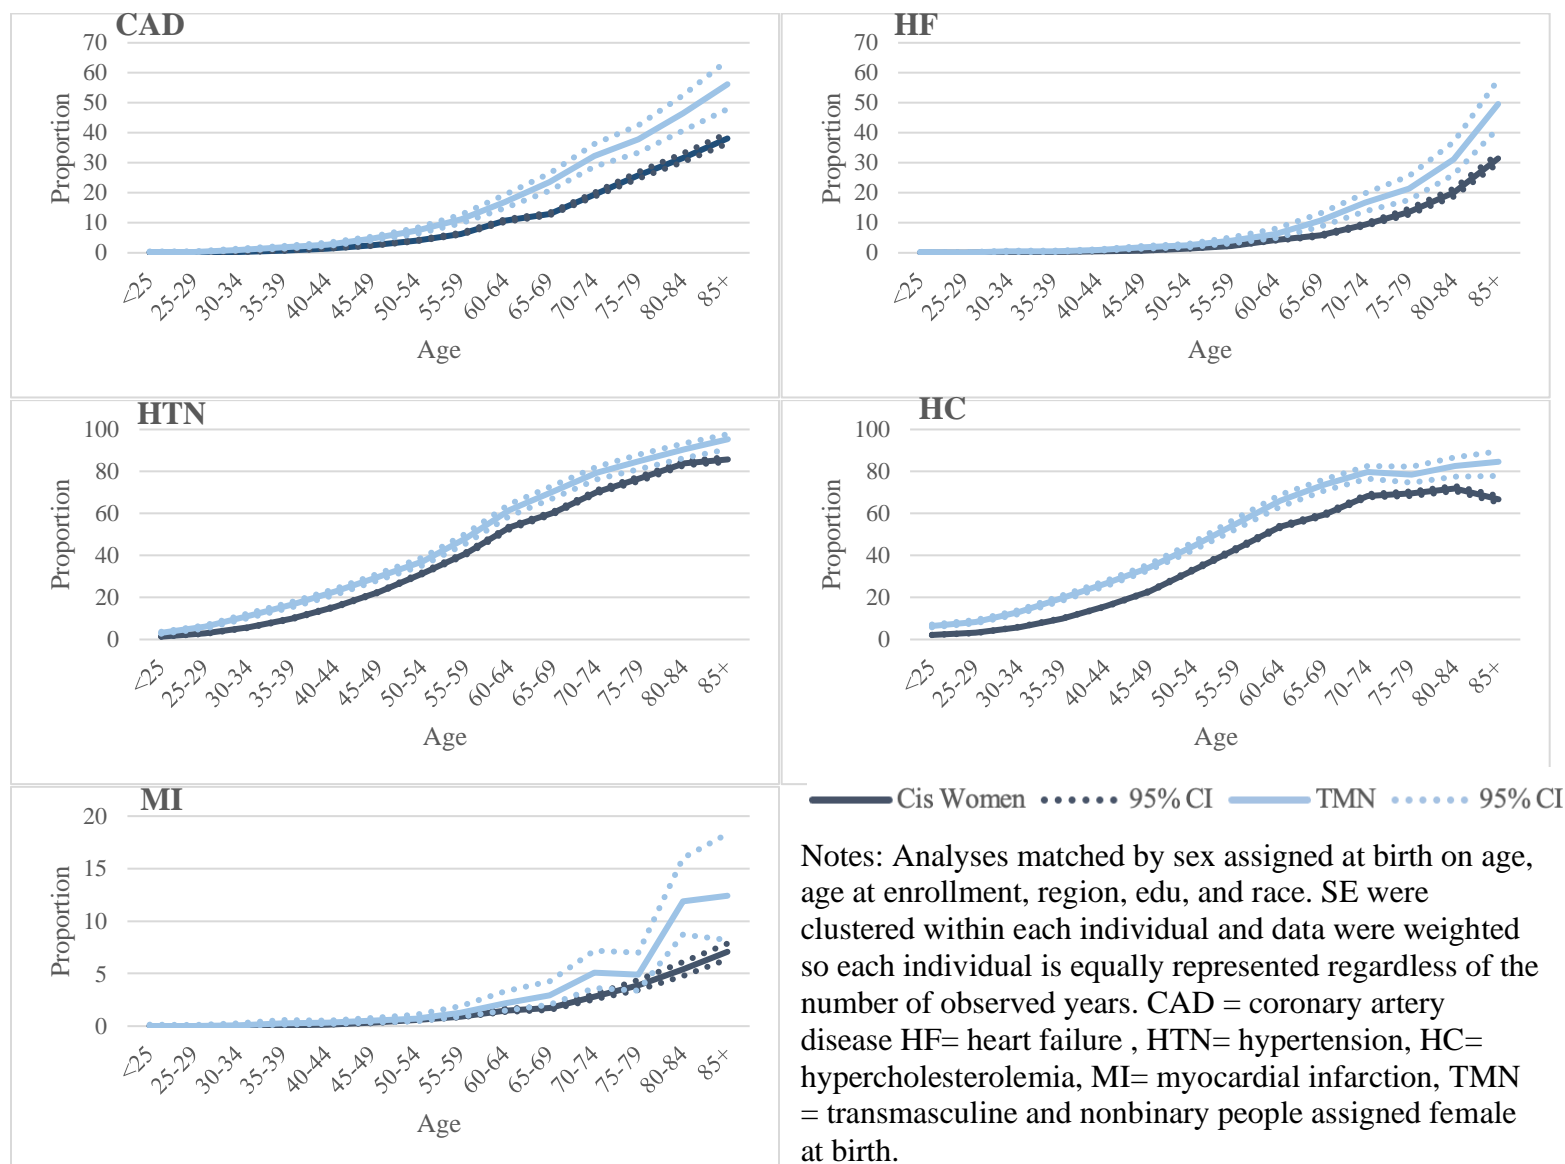 CAD
70
60
50
40
30
20
10
0
Proportion
<25 25-29 30-34 35-39 40-44 45-49 50-54 55-59 60-64 65-69 70-74 75-79 80-84 85+
Age
HF
70
60
50
40
30
20
10
0
Proportion
<25 25-29 30-34 35-39 40-44 45-49 50-54 55-59 60-64 65-69 70-74 75-79 80-84 85+
Age
HTN
100
80
60
40
20
0
Proportion
<25 25-29 30-34 35-39 40-44 45-49 50-54 55-59 60-64 65-69 70-74 75-79 80-84 85+
Age
HC
100
80
60
40
20
0
Proportion
<25 25-29 30-34 35-39 40-44 45-49 50-54 55-59 60-64 65-69 70-74 75-79 80-84 85+
Age
MI
20
15
10
5
0
Proportion
<25 25-29 30-34 35-39 40-44 45-49 50-54 55-59 60-64 65-69 70-74 75-79 80-84 85+
Age
Cis Women 95% CI TMN 95% CI
Notes: Analyses matched by sex assigned at birth on age,
age at enrollment, region, edu, and race. SE were
clustered within each individual and data were weighted
so each individual is equally represented regardless of the
number of observed years. CAD = coronary artery
disease HF= heart failure , HTN= hypertension, HC=
hypercholesterolemia, MI= myocardial infarction, TMN
= transmasculine and nonbinary people assigned female
at birth.